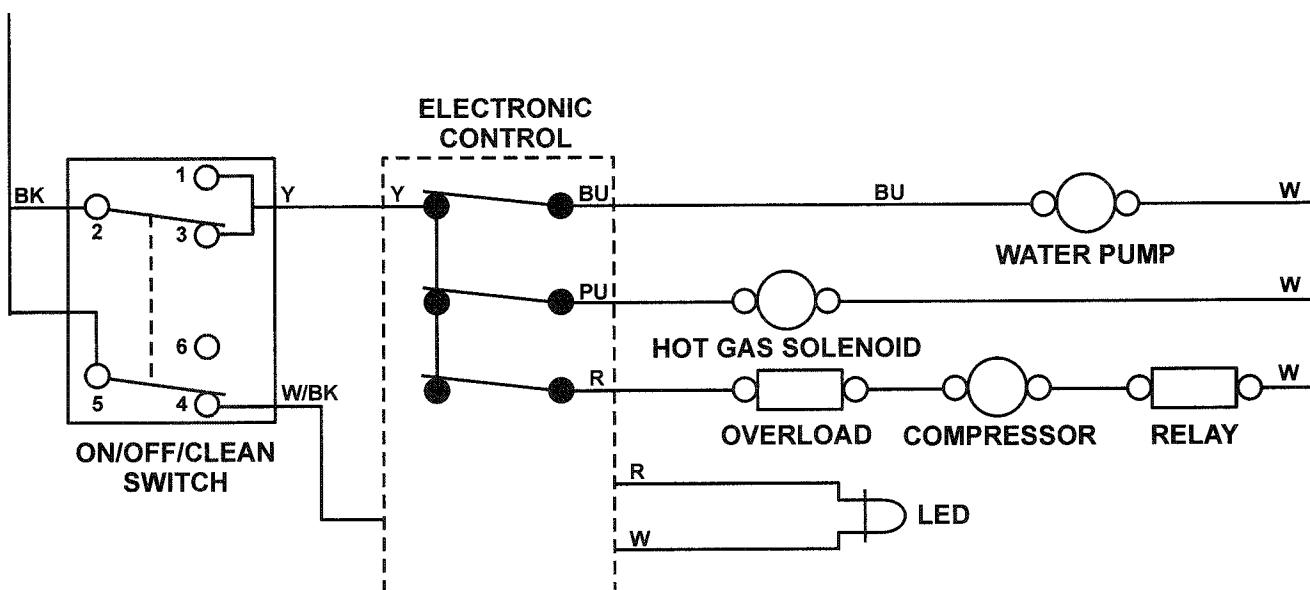 ELECTRONIC
CONTROL
BK
1
2
3
Y
Y
BU
BU
W
WATER PUMP
PU
W
HOT GAS SOLENOID
6
5
4
W/BK
R
W
OVERLOAD
COMPRESSOR
RELAY
ON/OFF/CLEAN
SWITCH
R
LED
W